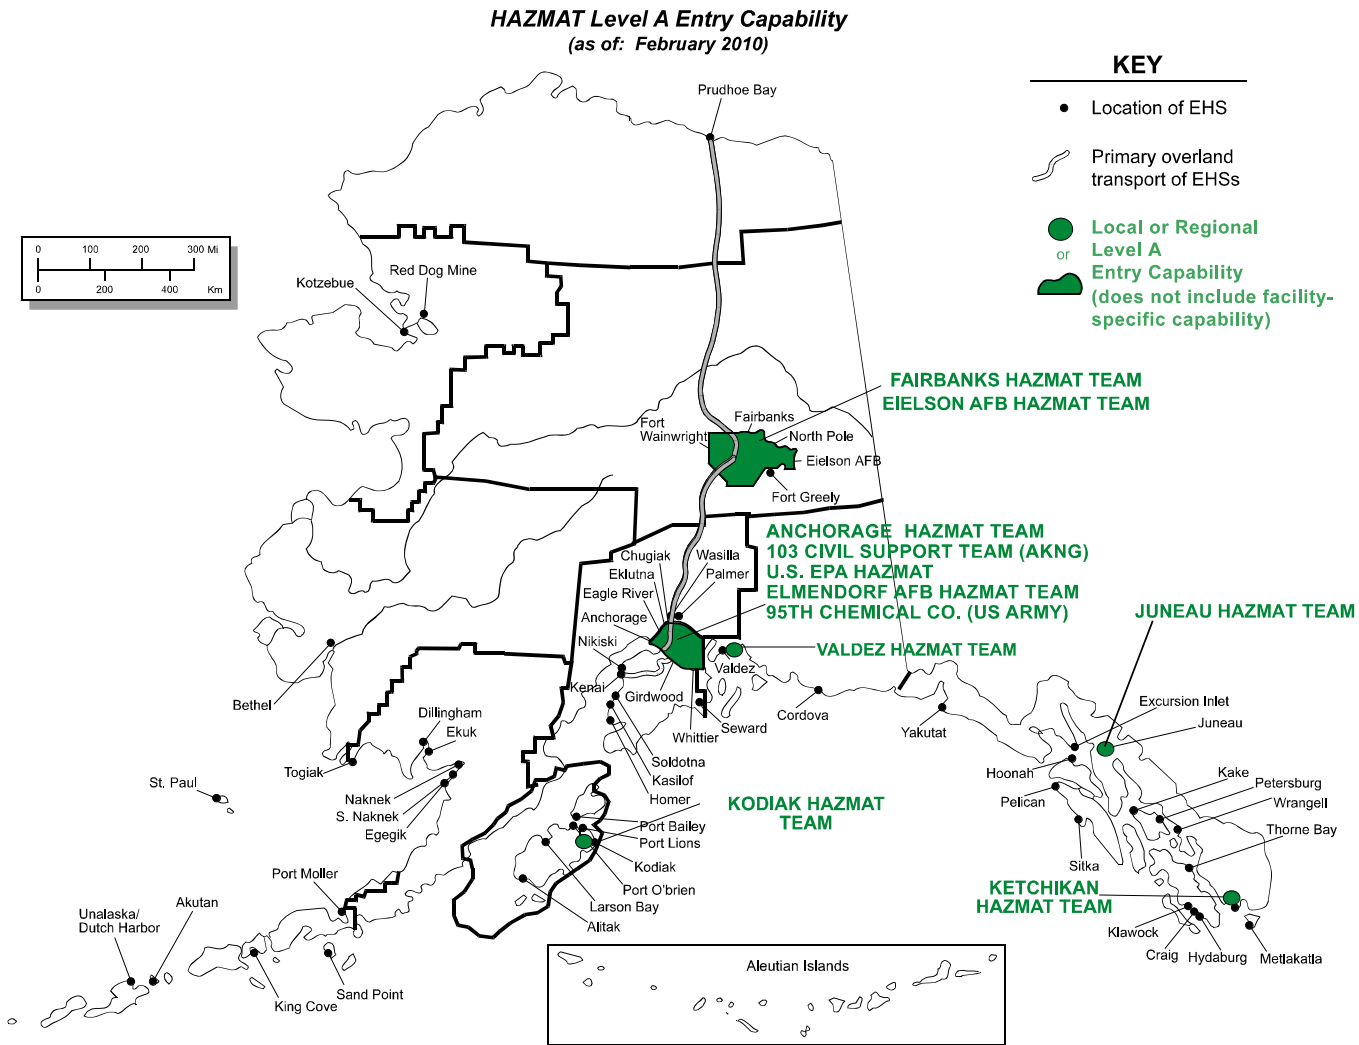 HAZMAT Level A Entry Capability
(as of: February 2010)
KEY
Location of EHS
Primary overland
transport of EHSs
Local or Regional
Level A
or
Entry Capability
(does not include facility-
specific capability)
0 100 200 300 Mi
0 200 400 Km
Prudhoe Bay
Red Dog Mine
Kotzebue
FAIRBANKS HAZMAT TEAM
EIELSON AFB HAZMAT TEAM
Fort
Wainwright
Fairbanks
North Pole
Eielson AFB
Fort Greely
ANCHORAGE HAZMAT TEAM
103 CIVIL SUPPORT TEAM (AKNG)
U.S. EPA HAZMAT
ELMENDORF AFB HAZMAT TEAM
95TH CHEMICAL CO. (US ARMY)
Chugiak
Wasilla
Eklutna
Palmer
Eagle River
Anchorage
Nikiski
Kenai
Girdwood
Valdez
VALDEZ HAZMAT TEAM
JUNEAU HAZMAT TEAM
Bethel
Dillingham
Ekuk
Togiak
Whittier
Seward
Cordova
Yakutat
Soldotna
Kasilof
Homer
Excursion Inlet
Juneau
Hoonah
Pelican
Kake
Petersburg
Wrangell
Thorne Bay
Sitka
St. Paul
Naknek
S. Naknek
Egegik
KODIAK HAZMAT
TEAM
Port Bailey
Port Lions
Kodiak
Port O'brien
Larson Bay
Alitak
Port Moller
KETCHIKAN
HAZMAT TEAM
Klawock
Craig
Hydaburg
Metlakatla
Unalaska/
Dutch Harbor
Akutan
King Cove
Sand Point
Aleutian Islands